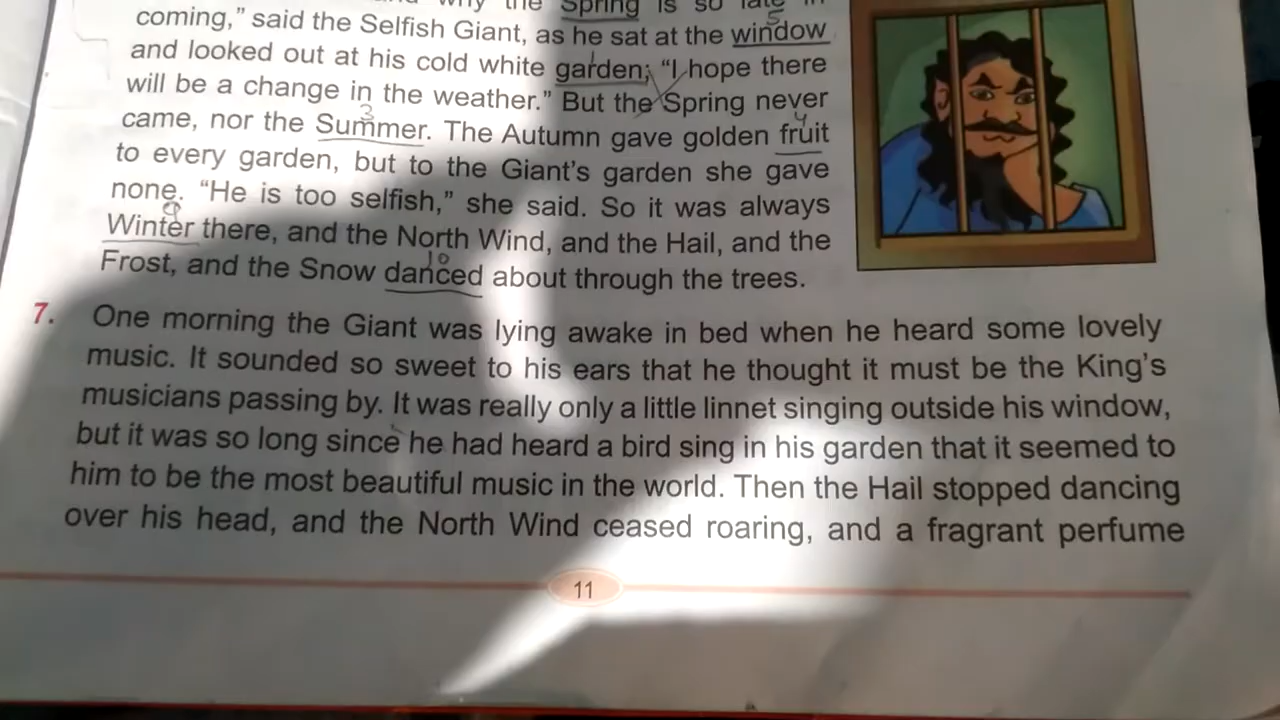 why the Spring is so late in
coming,” said the Selfish Giant, as he sat at the window
and looked out at his cold white garden; “I hope there
will be a change in the weather.” But the Spring never
came, nor the Summer. The Autumn gave golden fruit
to every garden, but to the Giant’s garden she gave
none. “He is too selfish,” she said. So it was always
Winter there, and the North Wind, and the Hail, and the
Frost, and the Snow danced about through the trees.
7. One morning the Giant was lying awake in bed when he heard some lovely
music. It sounded so sweet to his ears that he thought it must be the King’s
musicians passing by. It was really only a little linnet singing outside his window,
but it was so long since he had heard a bird sing in his garden that it seemed to
him to be the most beautiful music in the world. Then the Hail stopped dancing
over his head, and the North Wind ceased roaring, and a fragrant perfume
11